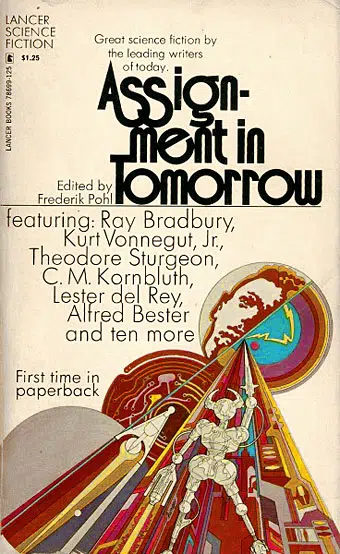 LANCER
SCIENCE
FICTION
$1.25
LANCER BOOKS 78699-125
Great science fiction by
the leading writers
of today.
Assign-
ment in
Tomorrow
Edited by
Frederik Pohl
featuring: Ray Bradbury,
Kurt Vonnegut, Jr.,
Theodore Sturgeon,
C. M. Kornbluth,
Lester del Rey,
Alfred Bester
and ten more
First time in
paperback